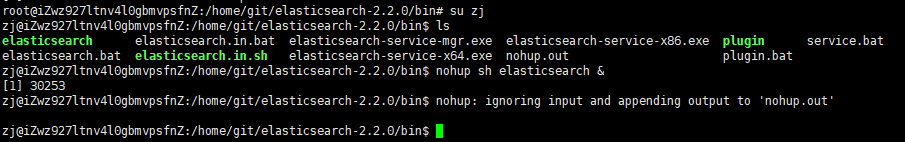 root@iZwz927ltnv4l0gbmvpsfnZ:/home/git/elasticsearch-2.2.0/bin# su zj
zj@iZwz927ltnv4l0gbmvpsfnZ:/home/git/elasticsearch-2.2.0/bin$ ls
elasticsearch elasticsearch.in.bat elasticsearch-service-mgr.exe elasticsearch-service-x86.exe plugin service.bat
elasticsearch.bat elasticsearch.in.sh elasticsearch-service-x64.exe nohup.out plugin.bat
zj@iZwz927ltnv4l0gbmvpsfnZ:/home/git/elasticsearch-2.2.0/bin$ nohup sh elasticsearch &
[1] 30253
zj@iZwz927ltnv4l0gbmvpsfnZ:/home/git/elasticsearch-2.2.0/bin$ nohup: ignoring input and appending output to 'nohup.out'
zj@iZwz927ltnv4l0gbmvpsfnZ:/home/git/elasticsearch-2.2.0/bin$